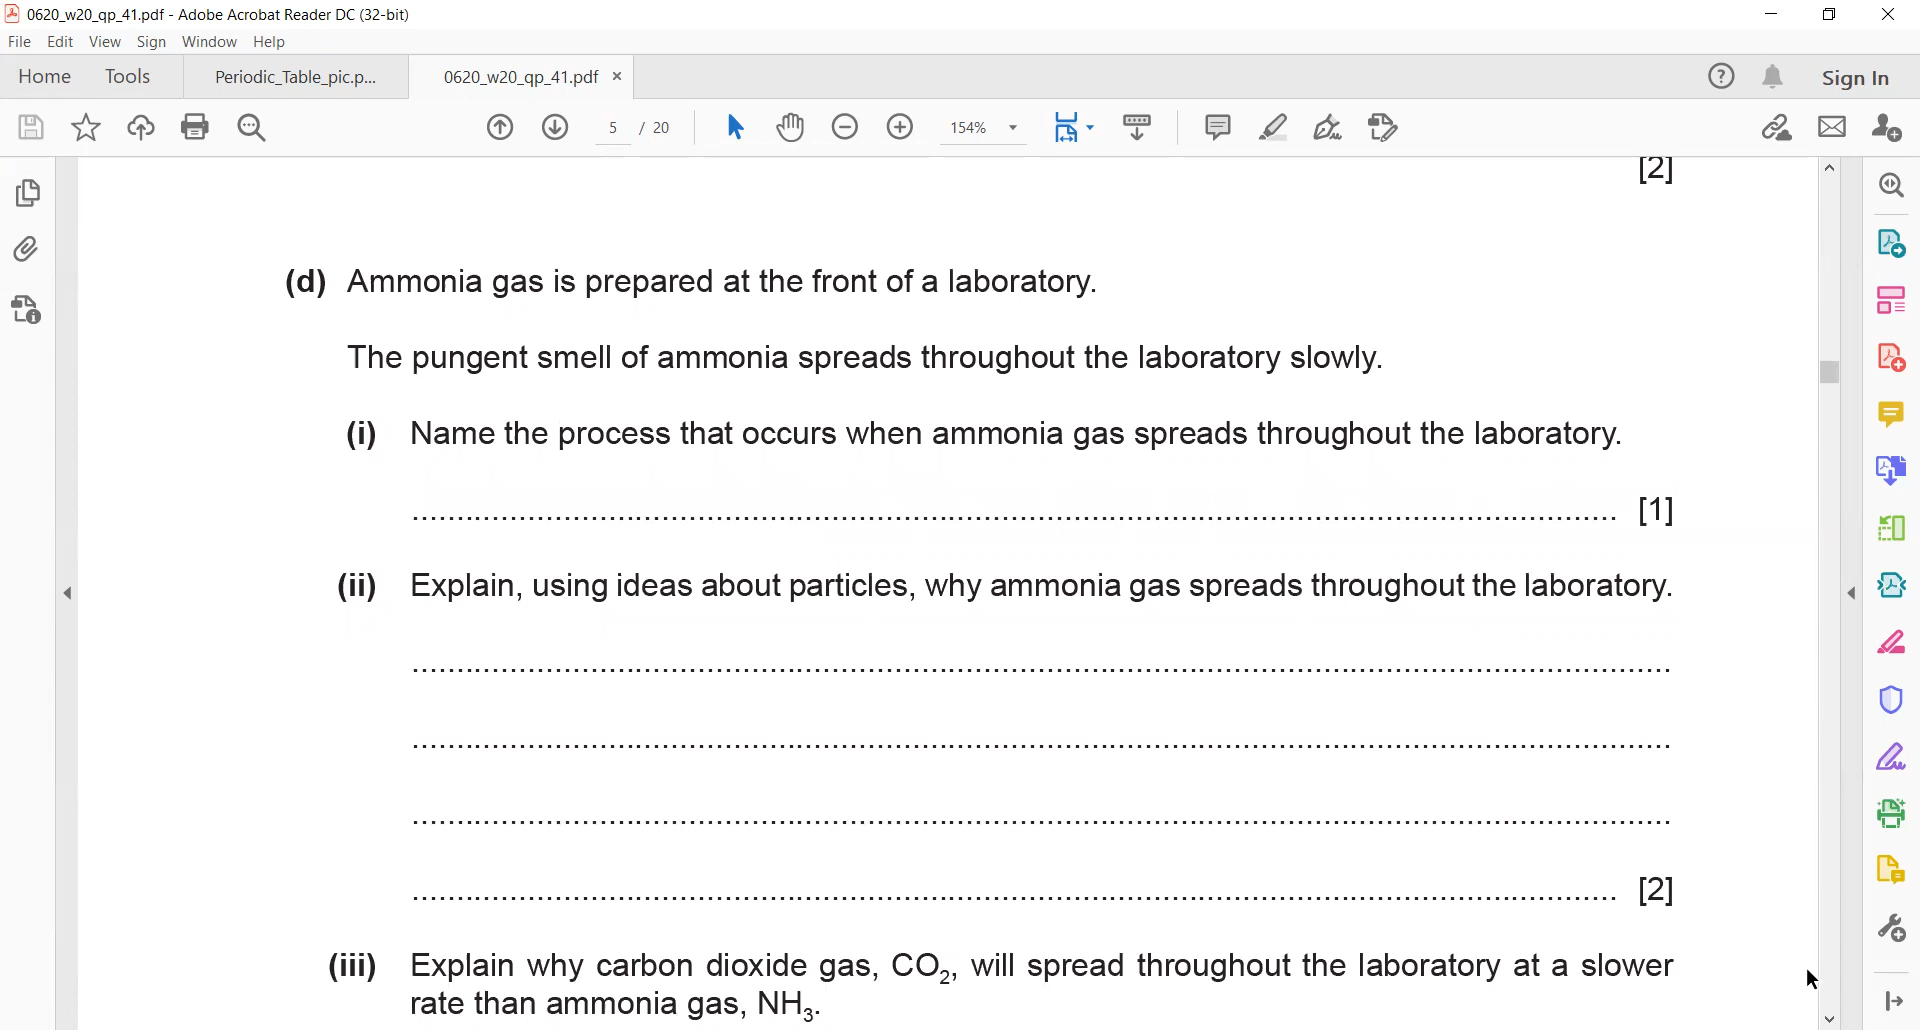 0620_w20_qp_41.pdf - Adobe Acrobat Reader DC (32-bit)
File Edit View Sign Window Help
Home Tools Periodic_Table_pic.p... 0620_w20_qp_41.pdf × Sign In
5 / 20 154%
[2]
(d) Ammonia gas is prepared at the front of a laboratory.
The pungent smell of ammonia spreads throughout the laboratory slowly.
(i) Name the process that occurs when ammonia gas spreads throughout the laboratory.
[1]
(ii) Explain, using ideas about particles, why ammonia gas spreads throughout the laboratory.
[2]
(iii) Explain why carbon dioxide gas, CO₂, will spread throughout the laboratory at a slower
rate than ammonia gas, NH₃.